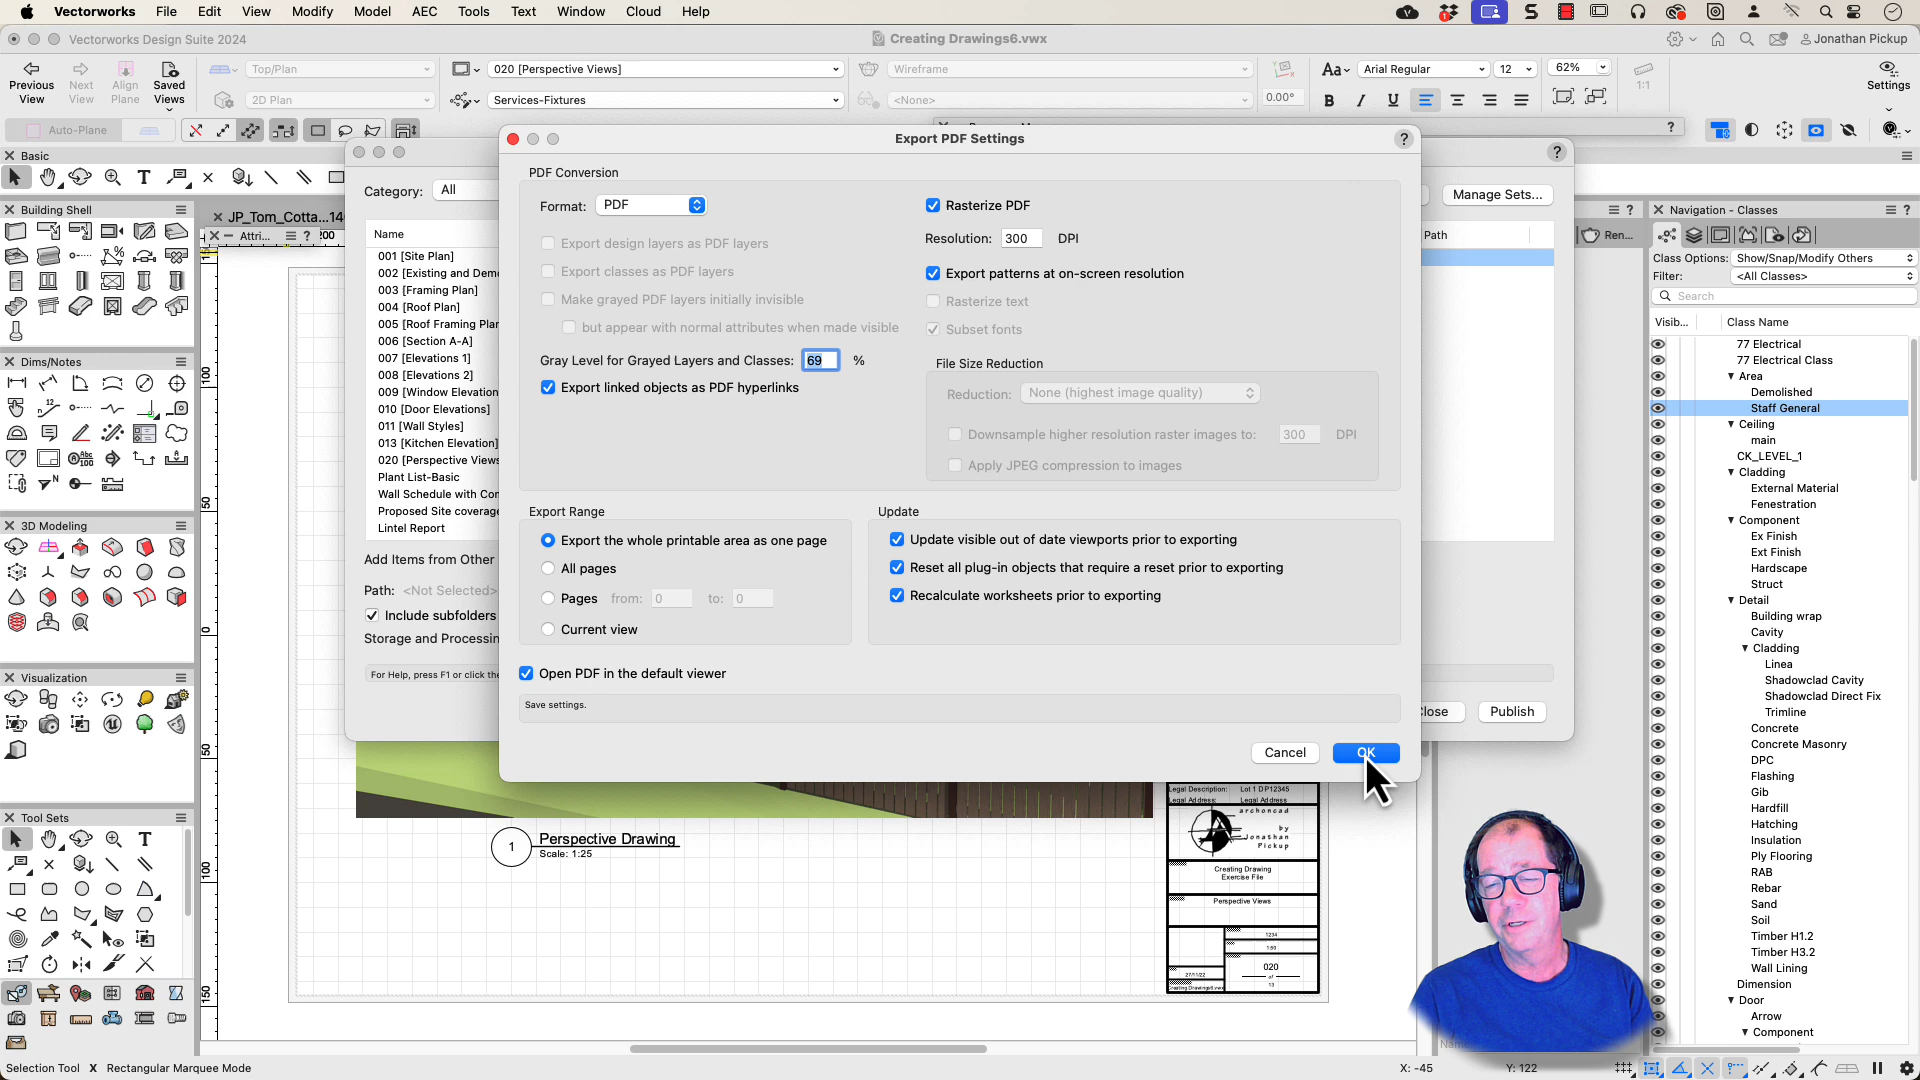 Vectorworks File Edit View Modify Model AEC Tools Text Window Cloud Help
Vectorworks Design Suite 2024
Creating Drawings6.vwx
Jonathan Pickup
Previous View
Next View
Align Plane
Saved Views
Top/Plan
020 [Perspective Views]
Wireframe
Arial Regular
12
62%
1:1
Settings
2D Plan
Services-Fixtures
<None>
0.00°
Auto-Plane
Basic
Building Shell
Dims/Notes
3D Modeling
Visualization
Tool Sets
JP_Tom_Cotta...
Attri...
Category: All
Manage Sets...
Name
Path
001 [Site Plan]
002 [Existing and Demo
003 [Framing Plan]
004 [Roof Plan]
005 [Roof Framing Plan
006 [Section A-A]
007 [Elevations 1]
008 [Elevations 2]
009 [Window Elevation
010 [Door Elevations]
011 [Wall Styles]
013 [Kitchen Elevation]
020 [Perspective Views
Plant List-Basic
Wall Schedule with Com
Proposed Site coverage
Lintel Report
Add Items from Other
Path: <Not Selected>
Include subfolders
Storage and Processin
For Help, press F1 or click the
Close
Publish
Export PDF Settings
PDF Conversion
Format: PDF
Export design layers as PDF layers
Export classes as PDF layers
Make grayed PDF layers initially invisible
but appear with normal attributes when made visible
Gray Level for Grayed Layers and Classes: 69 %
Export linked objects as PDF hyperlinks
Rasterize PDF
Resolution: 300 DPI
Export patterns at on-screen resolution
Rasterize text
Subset fonts
File Size Reduction
Reduction: None (highest image quality)
Downsample higher resolution raster images to: 300 DPI
Apply JPEG compression to images
Export Range
Export the whole printable area as one page
All pages
Pages from: 0 to: 0
Current view
Update
Update visible out of date viewports prior to exporting
Reset all plug-in objects that require a reset prior to exporting
Recalculate worksheets prior to exporting
Open PDF in the default viewer
Save settings.
Cancel
OK
1
Perspective Drawing
Scale: 1:25
Legal Description: Lot 1 DP12345
Legal Address: Legal Address
archoncad
by
Jonathan
Pickup
Creating Drawing
Exercise File
Perspective Views
1234
1:50
27/11/22
020
of
13
Creating Drawings6.vwx
Ren...
Navigation - Classes
Class Options: Show/Snap/Modify Others
Filter: <All Classes>
Search
Visib... Class Name
77 Electrical
77 Electrical Class
Area
Demolished
Staff General
Ceiling
main
CK_LEVEL_1
Cladding
External Material
Fenestration
Component
Ex Finish
Ext Finish
Hardscape
Struct
Detail
Building wrap
Cavity
Cladding
Linea
Shadowclad Cavity
Shadowclad Direct Fix
Trimline
Concrete
Concrete Masonry
DPC
Flashing
Gib
Hardfill
Hatching
Insulation
Ply Flooring
RAB
Rebar
Sand
Soil
Timber H1.2
Timber H3.2
Wall Lining
Dimension
Door
Arrow
Component
Selection Tool X Rectangular Marquee Mode
X: -45
Y: 122